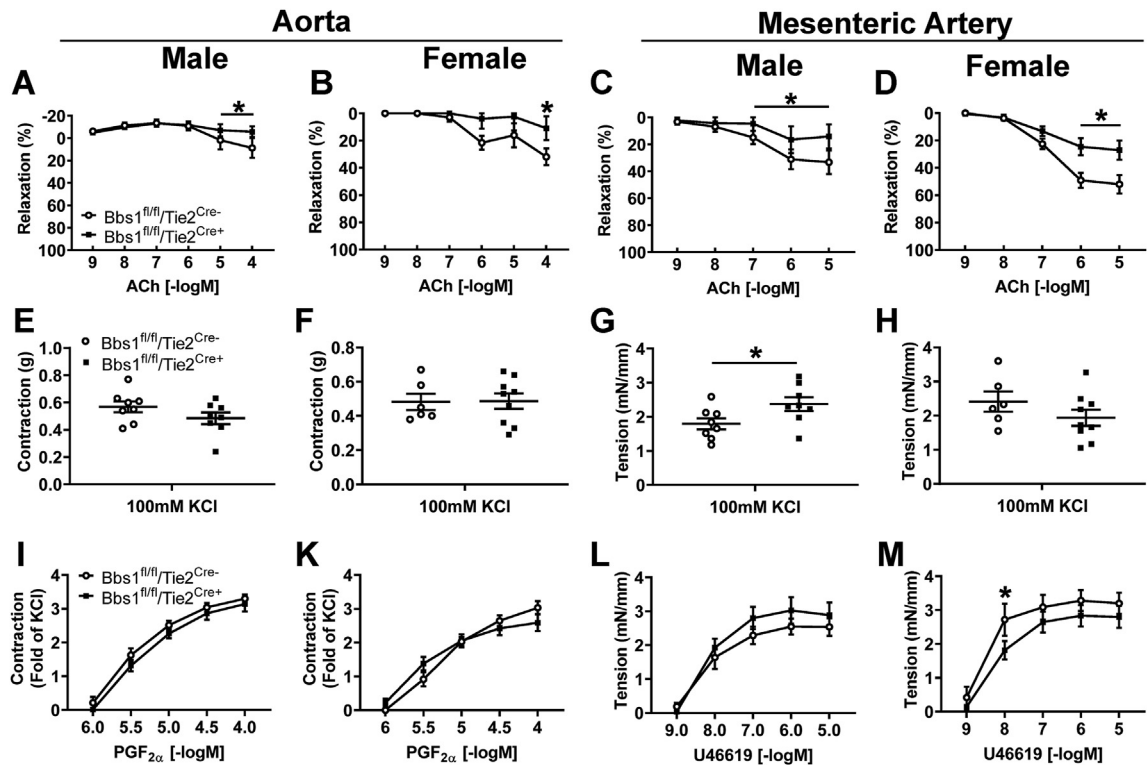 Aorta
Mesenteric Artery
Male
Female
Male
Female
A
-20
0
20
40
60
80
100
Relaxation (%)
*
Bbs1fl/fl/Tie2Cre-
Bbs1fl/fl/Tie2Cre+
9 8 7 6 5 4
ACh [-logM]
B
0
20
40
60
80
100
Relaxation (%)
*
9 8 7 6 5 4
ACh [-logM]
C
0
20
40
60
80
100
Relaxation (%)
*
9 8 7 6 5
ACh [-logM]
D
0
20
40
60
80
100
Relaxation (%)
*
9 8 7 6 5
ACh [-logM]
E
1.0
0.8
0.6
0.4
0.2
0.0
Contraction (g)
Bbs1fl/fl/Tie2Cre-
Bbs1fl/fl/Tie2Cre+
100mM KCl
F
0.8
0.6
0.4
0.2
0.0
Contraction (g)
100mM KCl
G
4
3
2
1
0
Tension (mN/mm)
*
100mM KCl
H
4
3
2
1
0
Tension (mN/mm)
100mM KCl
I
4
3
2
1
0
Contraction
(Fold of KCl)
Bbs1fl/fl/Tie2Cre-
Bbs1fl/fl/Tie2Cre+
6.0 5.5 5.0 4.5 4.0
PGF2α [-logM]
K
4
3
2
1
0
Contraction
(Fold of KCl)
6 5.5 5 4.5 4
PGF2α [-logM]
L
4
3
2
1
0
Tension (mN/mm)
9.0 8.0 7.0 6.0 5.0
U46619 [-logM]
M
4
3
2
1
0
Tension (mN/mm)
*
9 8 7 6 5
U46619 [-logM]